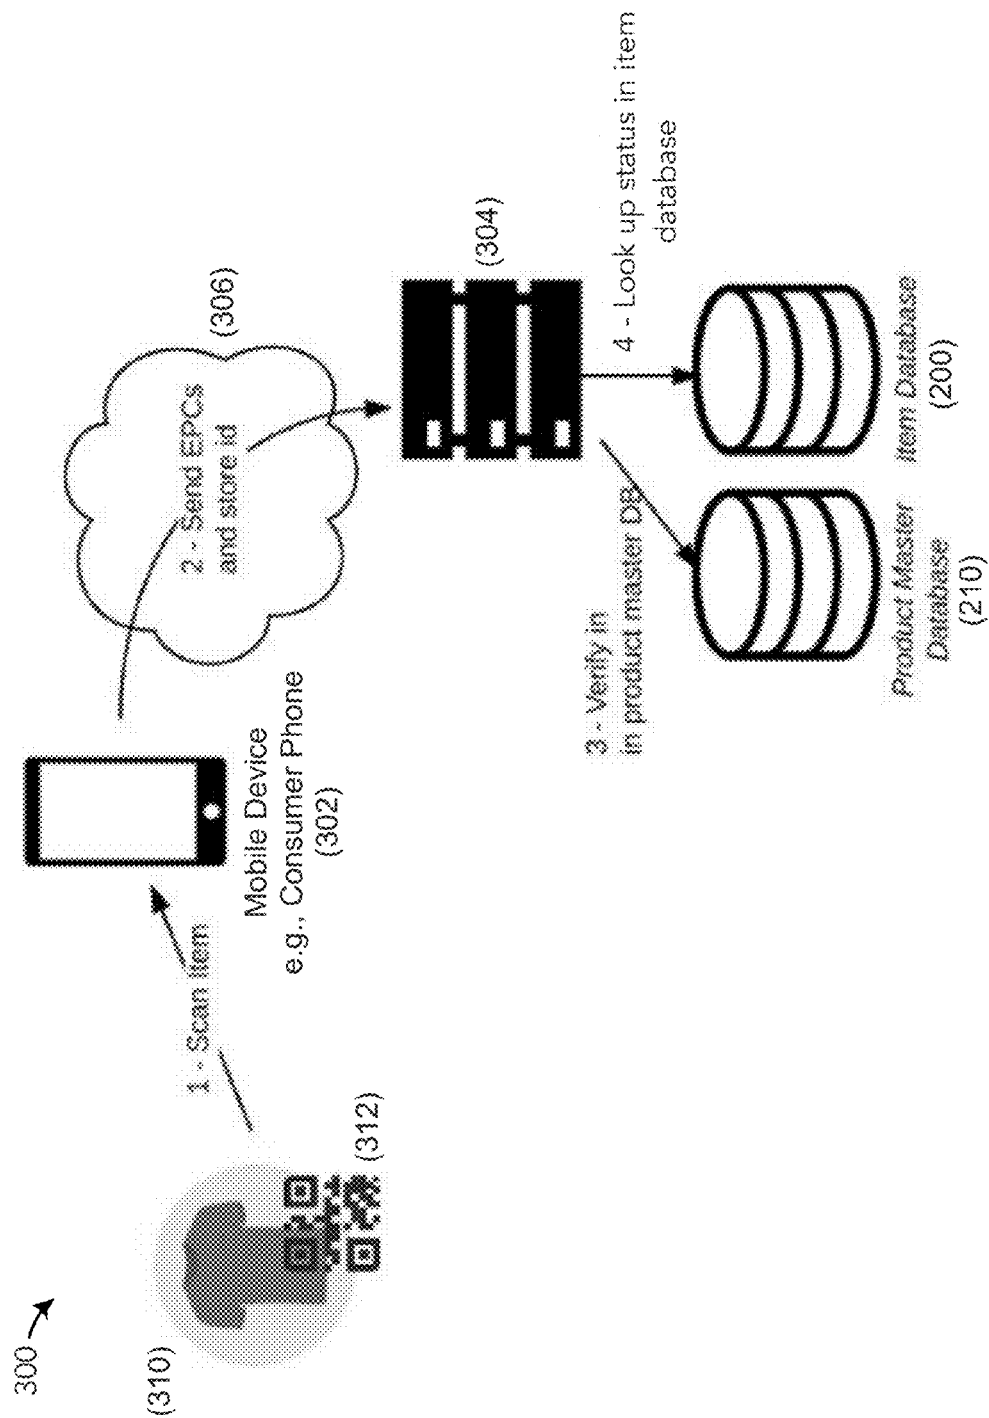 300
(310)
(312)
1 - Scan item
Mobile Device
e.g., Consumer Phone
(302)
2 - Send EPCs
and store id
(306)
(304)
3 - Verify in
in product master DB
4 - Look up status in item
database
Product Master
Database
(210)
Item Database
(200)